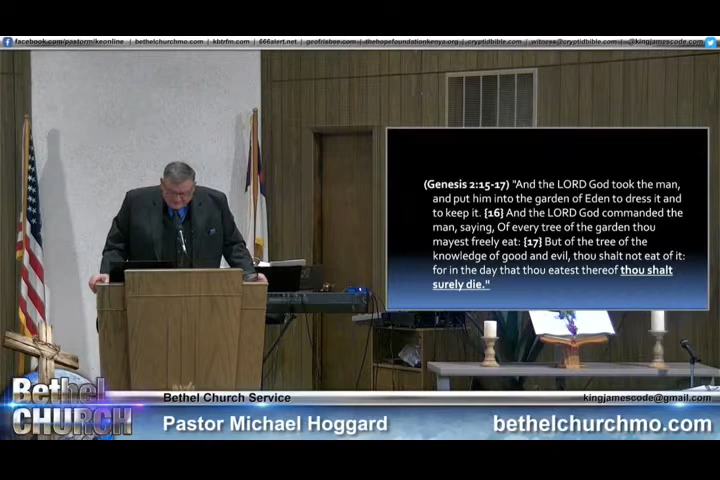 facebook.com/pastormikeonline | bethelchurchmo.com | kbtrfm.com | 666alert.net | geofrisbee.com | thehopefoundationkenya.org | cryptidbible.com | witness@cryptidbible.com | @kingjamescode.com
(Genesis 2:15-17) "And the LORD God took the man,
and put him into the garden of Eden to dress it and
to keep it. {16} And the LORD God commanded the
man, saying, Of every tree of the garden thou
mayest freely eat: {17} But of the tree of the
knowledge of good and evil, thou shalt not eat of it:
for in the day that thou eatest thereof thou shalt
surely die."
Bethel
CHURCH
Bethel Church Service
kingjamescode@gmail.com
Pastor Michael Hoggard
bethelchurchmo.com